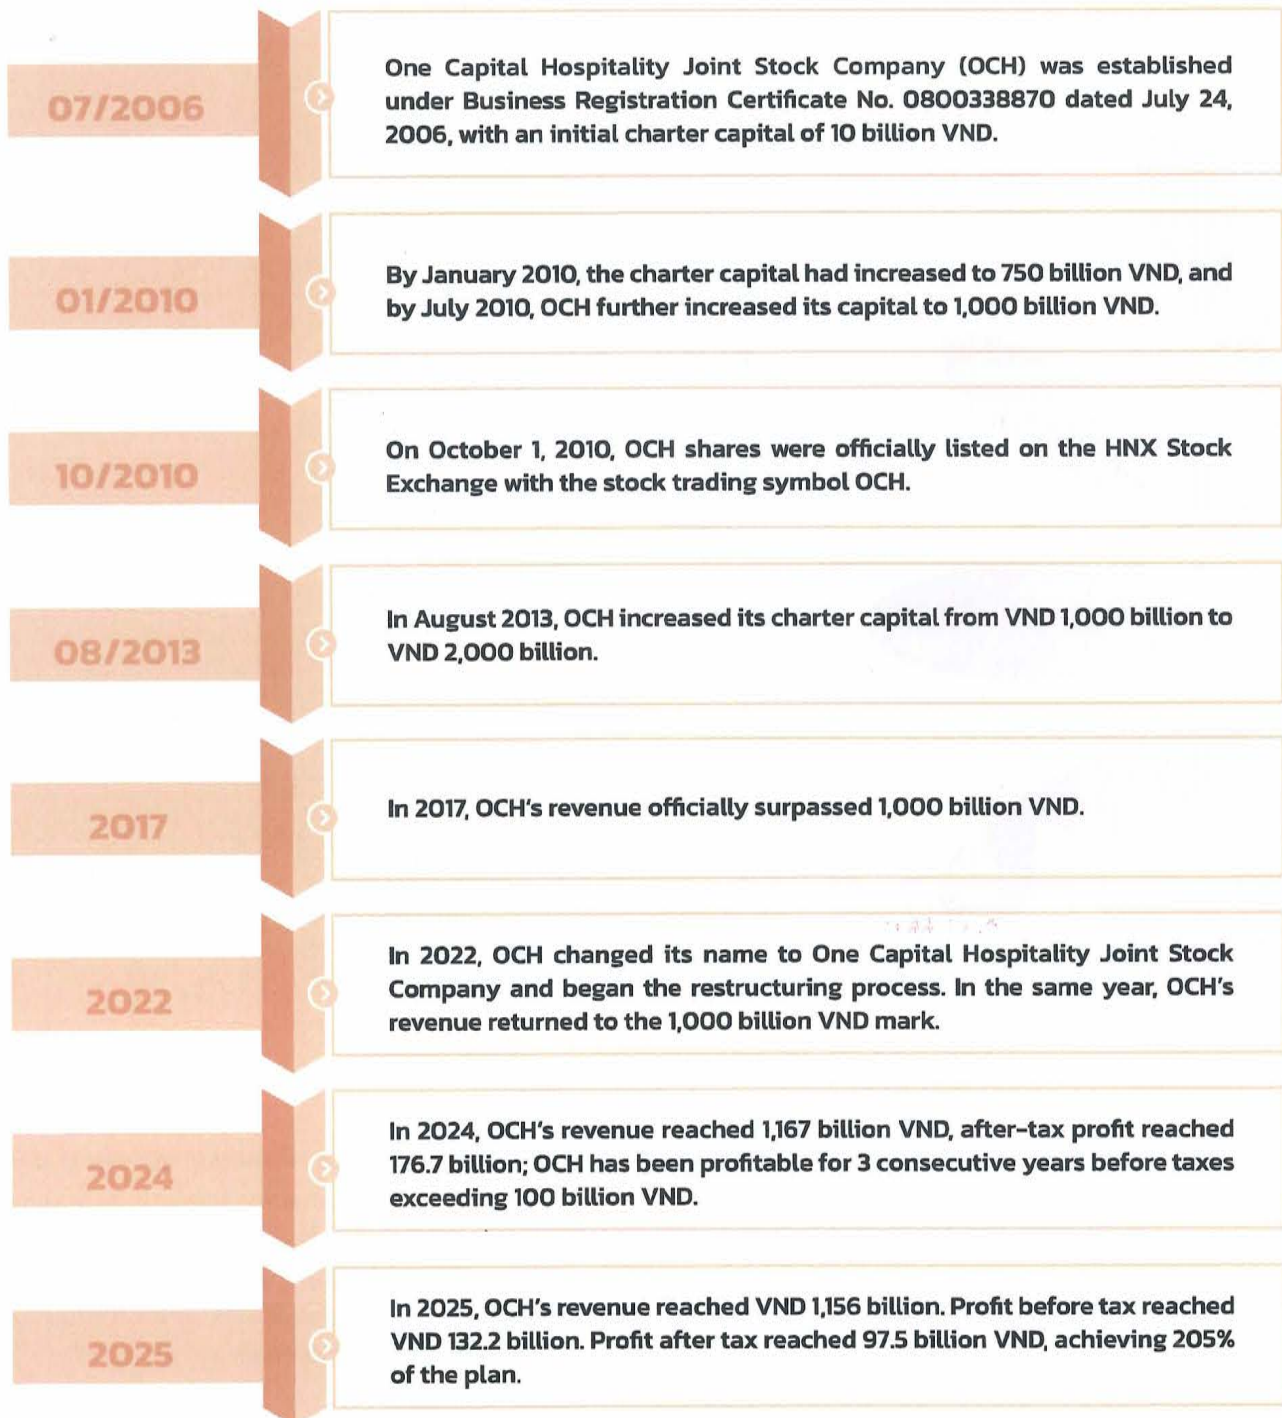 07/2006
One Capital Hospitality Joint Stock Company (OCH) was established
under Business Registration Certificate No. 0800338870 dated July 24,
2006, with an initial charter capital of 10 billion VND.
01/2010
By January 2010, the charter capital had increased to 750 billion VND, and
by July 2010, OCH further increased its capital to 1,000 billion VND.
10/2010
On October 1, 2010, OCH shares were officially listed on the HNX Stock
Exchange with the stock trading symbol OCH.
08/2013
In August 2013, OCH increased its charter capital from VND 1,000 billion to
VND 2,000 billion.
2017
In 2017, OCH's revenue officially surpassed 1,000 billion VND.
2022
In 2022, OCH changed its name to One Capital Hospitality Joint Stock
Company and began the restructuring process. In the same year, OCH's
revenue returned to the 1,000 billion VND mark.
2024
In 2024, OCH's revenue reached 1,167 billion VND, after-tax profit reached
176.7 billion; OCH has been profitable for 3 consecutive years before taxes
exceeding 100 billion VND.
2025
In 2025, OCH's revenue reached VND 1,156 billion. Profit before tax reached
VND 132.2 billion. Profit after tax reached 97.5 billion VND, achieving 205%
of the plan.